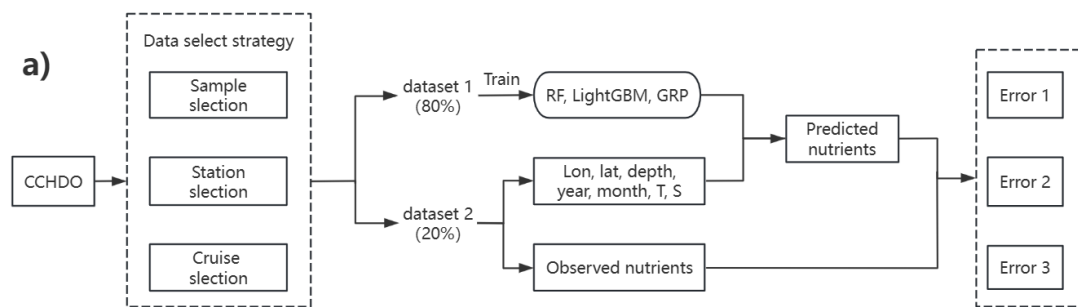 a)
CCHDO
Data select strategy
Sample
slection
Station
slection
Cruise
slection
dataset 1
(80%)
Train
RF, LightGBM, GRP
dataset 2
(20%)
Lon, lat, depth,
year, month, T, S
Observed nutrients
Predicted
nutrients
Error 1
Error 2
Error 3